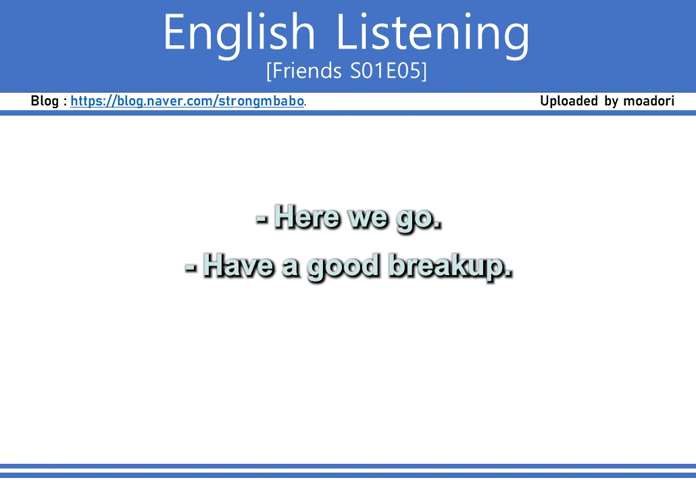 English Listening
[Friends S01E05]
Blog : https://blog.naver.com/strongmbabo. Uploaded by moadori
- Here we go.
- Have a good breakup.